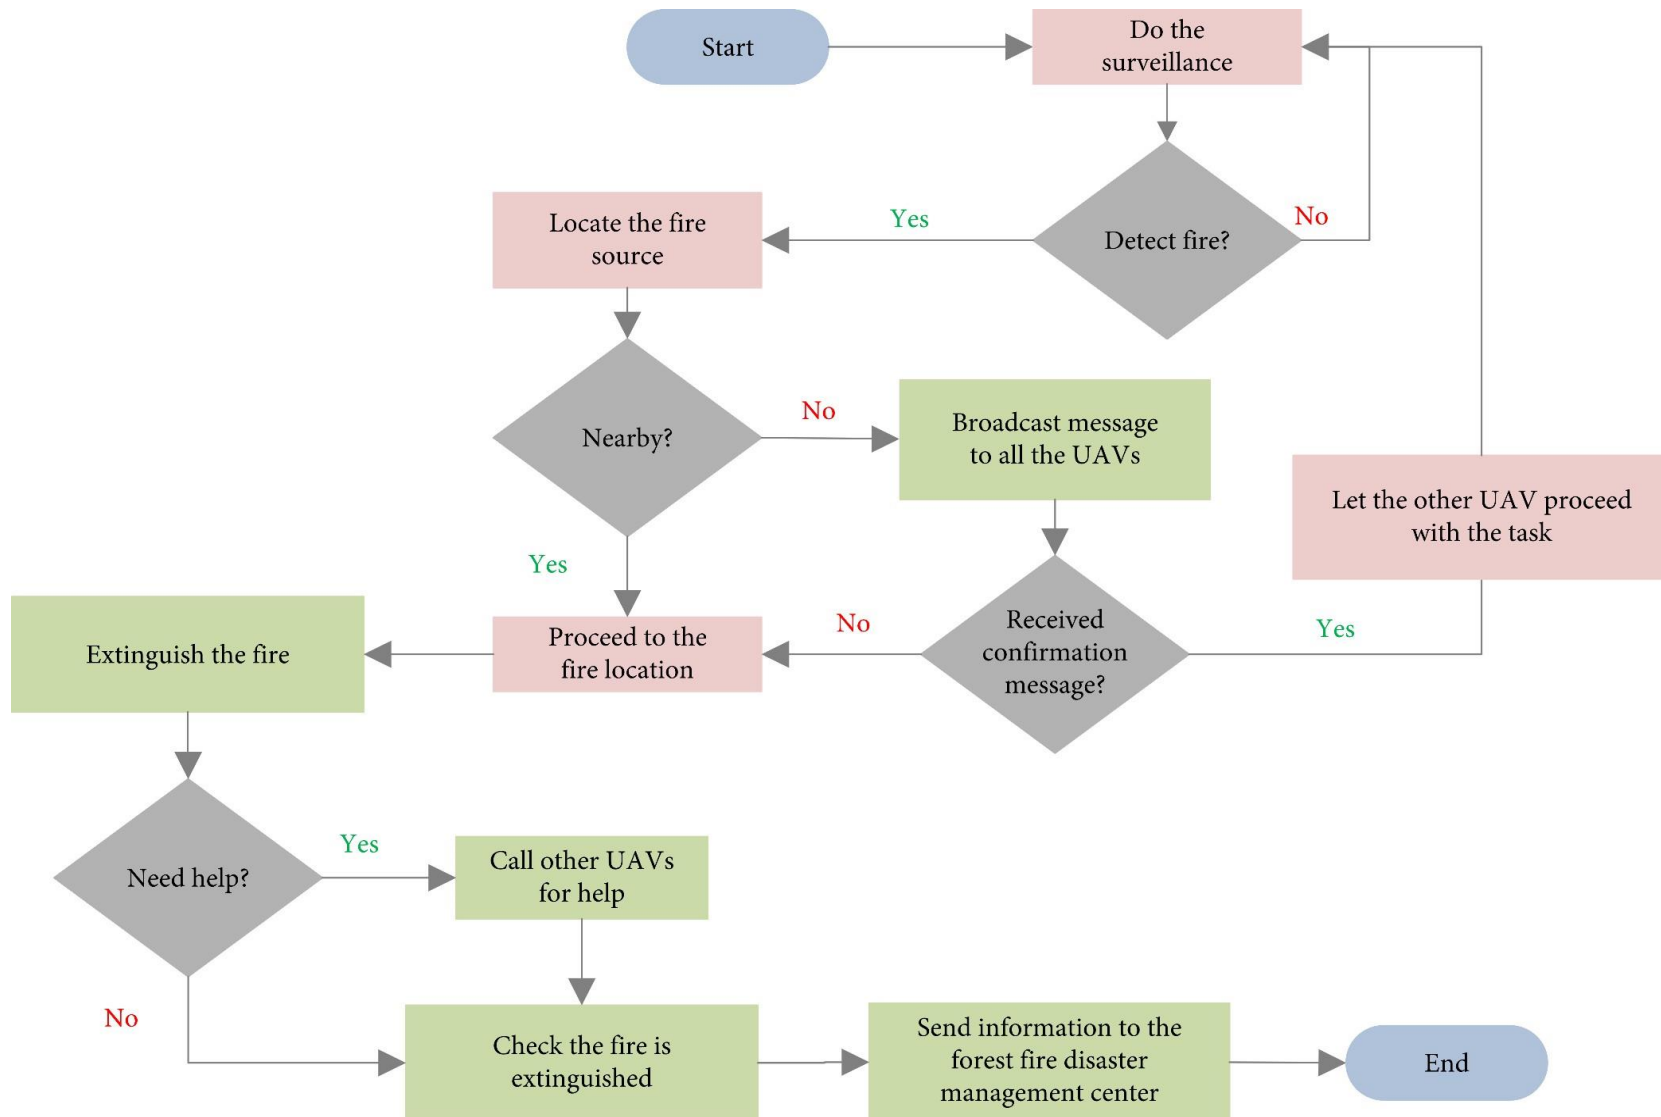 Start
Do the
surveillance
Locate the fire
source
Yes
Detect fire?
No
Nearby?
No
Broadcast message
to all the UAVs
Let the other UAV proceed
with the task
Yes
Extinguish the fire
Proceed to the
fire location
No
Received
confirmation
message?
Yes
Need help?
Yes
Call other UAVs
for help
No
Check the fire is
extinguished
Send information to the
forest fire disaster
management center
End